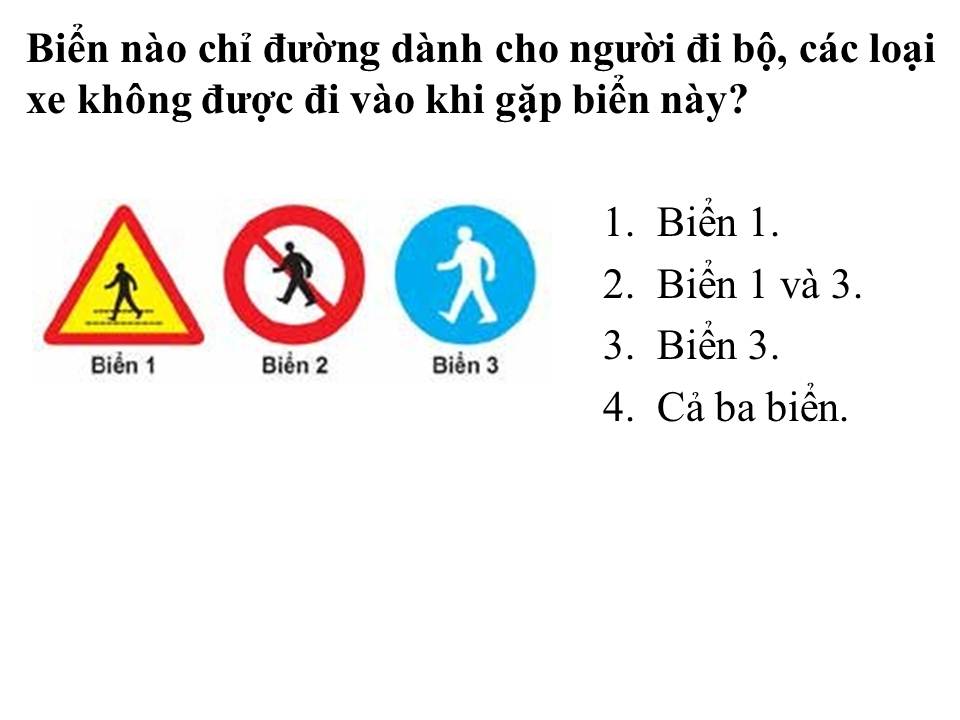 Biển nào chỉ đường dành cho người đi bộ, các loại
xe không được đi vào khi gặp biển này?
1. Biển 1.
2. Biển 1 và 3.
3. Biển 3.
4. Cả ba biển.
Biển 1
Biển 2
Biển 3